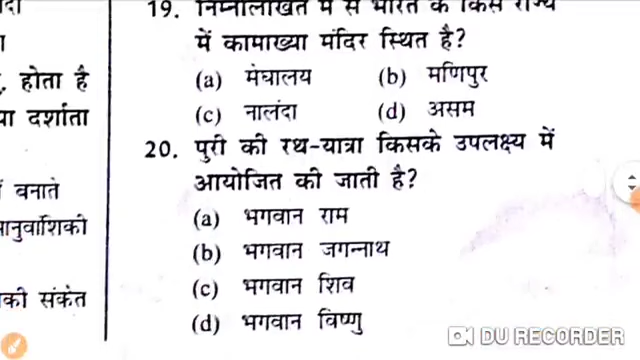 19. निम्नलिखित में से भारत के किस राज्य
में कामाख्या मंदिर स्थित है?
(a) मेघालय (b) मणिपुर
(c) नालंदा (d) असम
20. पुरी की रथ-यात्रा किसके उपलक्ष्य में
आयोजित की जाती है?
(a) भगवान राम
(b) भगवान जगन्नाथ
(c) भगवान शिव
(d) भगवान विष्णु
होता है
दर्शाता
बनाते
आनुवांशिकी
की संकेत
DU RECORDER